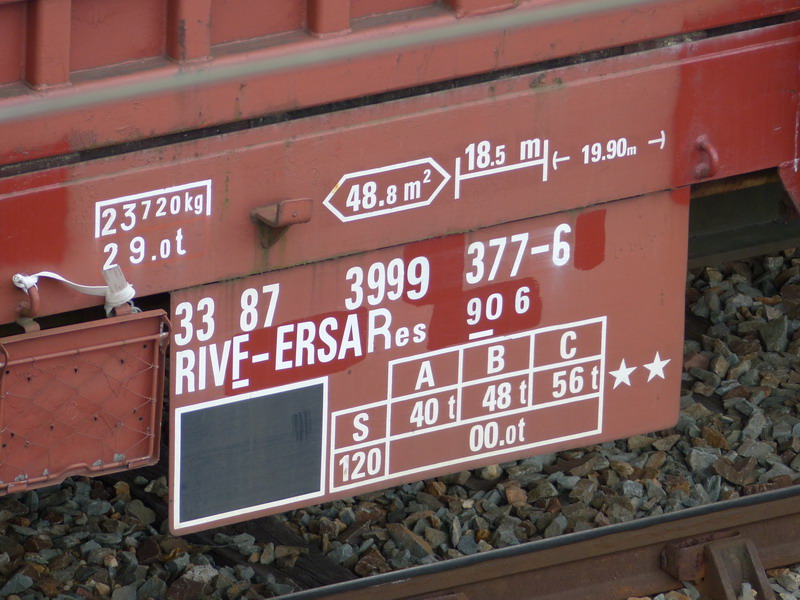 23720kg
29.0t
48.8 m²
18.5 m
19.90m
33 87 3999 377-6
RIVE-ERSA Res 906
A B C
S 40 t 48 t 56 t
120 00.0t